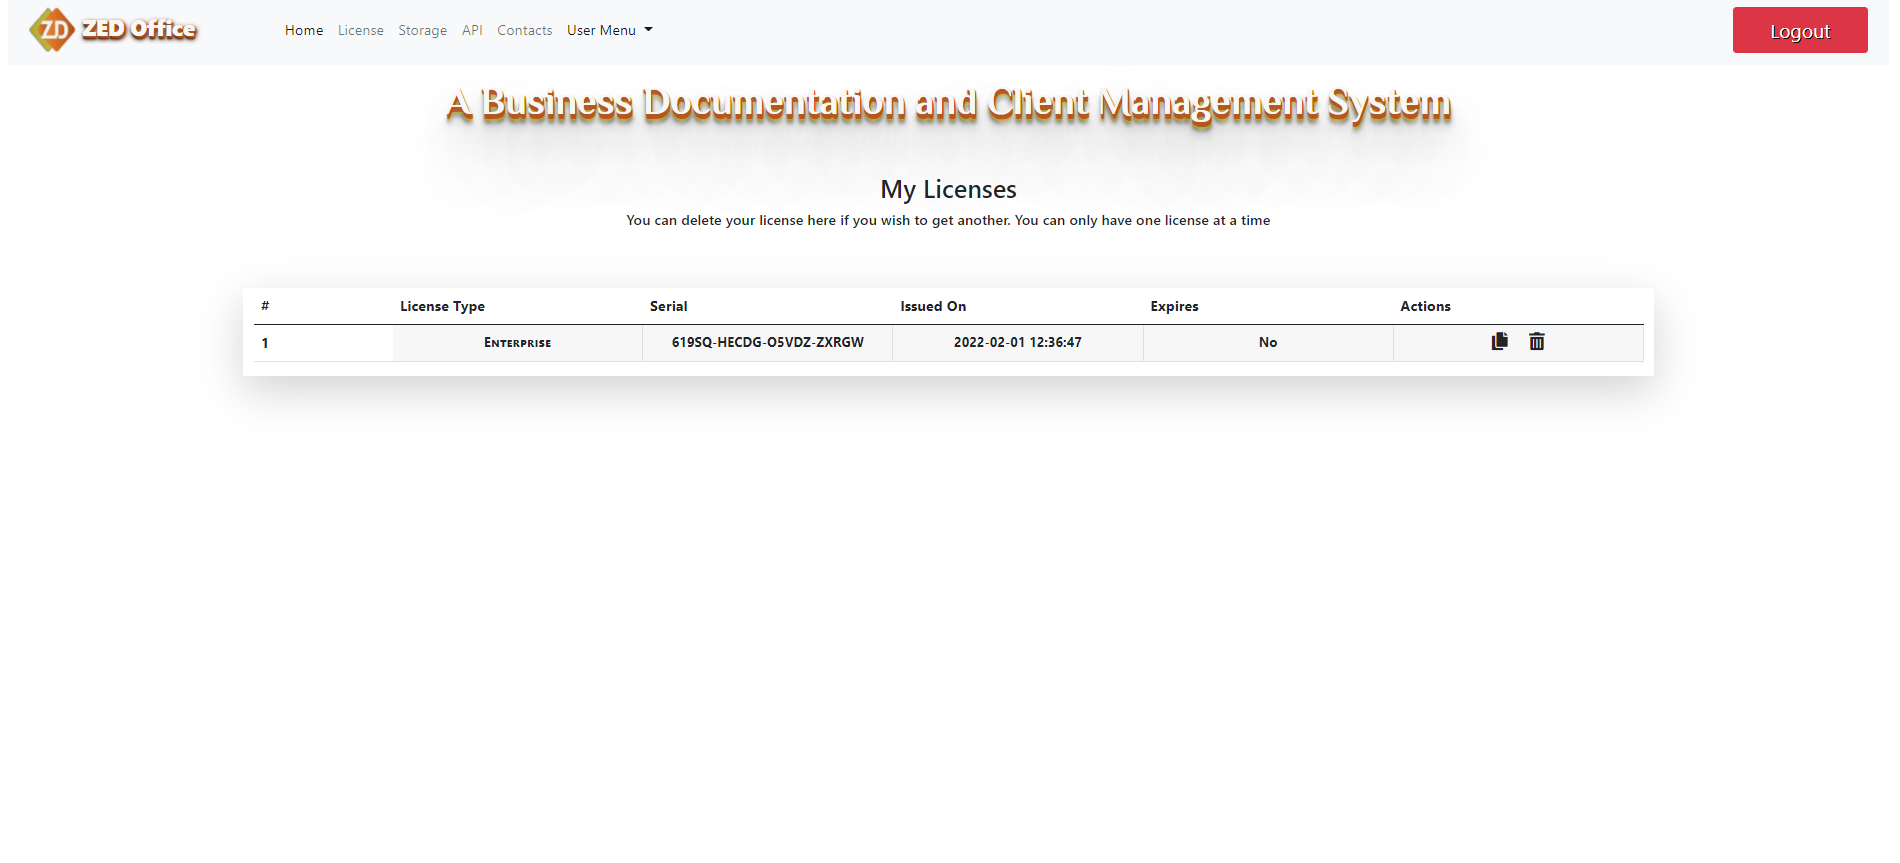 ZD ZED Office Home License Storage API Contacts User Menu Logout
A Business Documentation and Client Management System
My Licenses
You can delete your license here if you wish to get another. You can only have one license at a time
# License Type Serial Issued On Expires Actions
1 Enterprise 619SQ-HECDG-O5VDZ-ZXRGW 2022-02-01 12:36:47 No